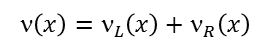 ν(x) = ν_L(x) + ν_R(x)